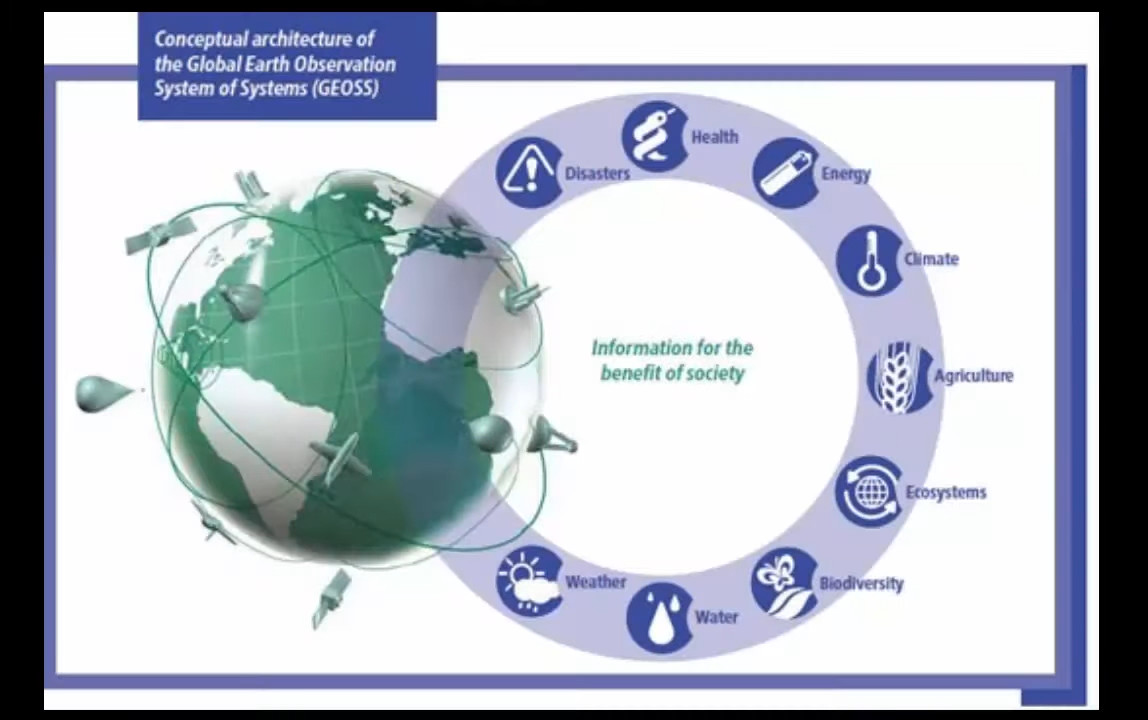 Conceptual architecture of
the Global Earth Observation
System of Systems (GEOSS)
Health
Disasters
Energy
Climate
Information for the
benefit of society
Agriculture
Ecosystems
Weather
Biodiversity
Water